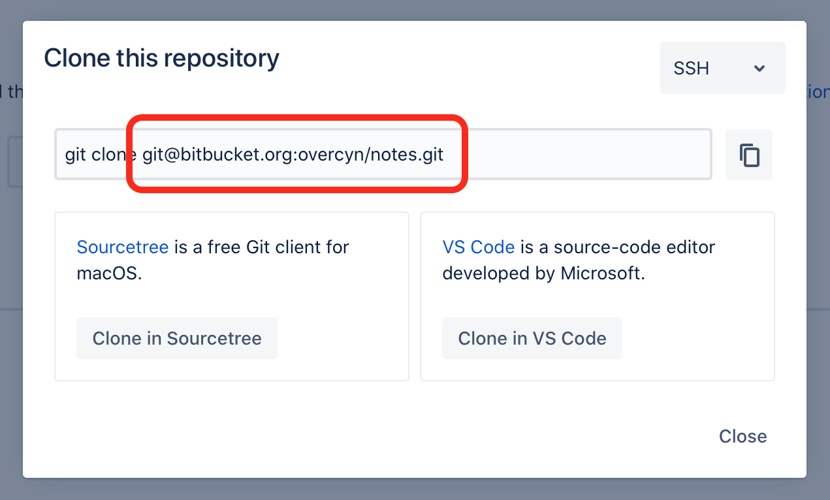 Clone this repository
SSH
git clone git@bitbucket.org:overcyn/notes.git
Sourcetree is a free Git client for
macOS.
Clone in Sourcetree
VS Code is a source-code editor
developed by Microsoft.
Clone in VS Code
Close